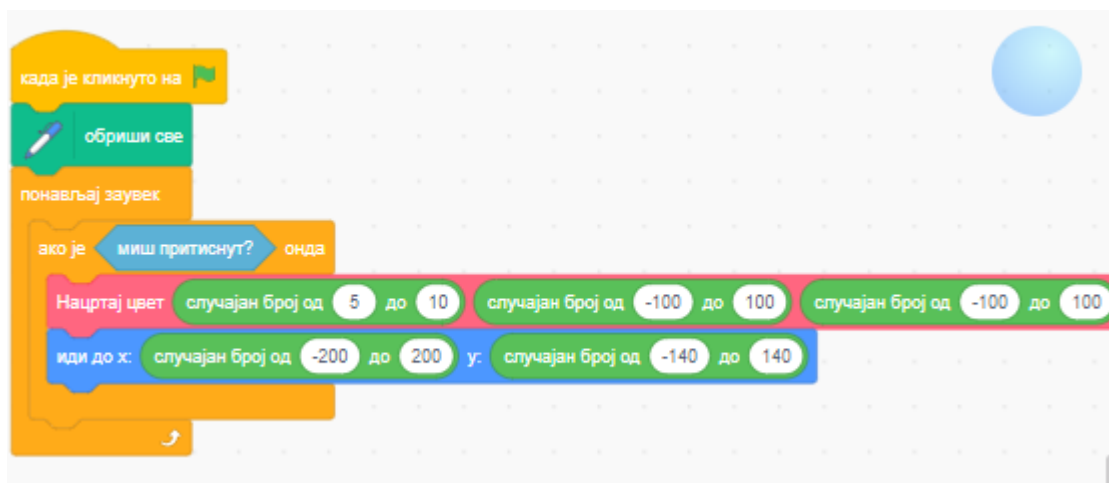 када је кликнуто на
обриши све
понављај заувек
ако је миш притиснут? онда
Нацртај цвет случајан број од 5 до 10 случајан број од -100 до 100 случајан број од -100 до 100
иди до x: случајан број од -200 до 200 y: случајан број од -140 до 140